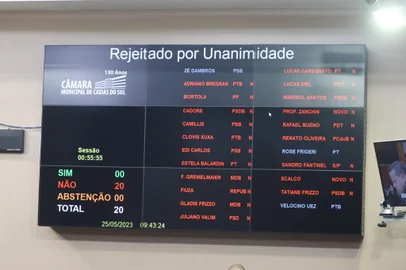 Rejeitado por Unanimidade
130 Anos
CÂMARA
MUNICIPAL DE CAXIAS DO SUL
Sessão
00:55:55
SIM 00
NÃO 20
ABSTENÇÃO 00
TOTAL 20
25/05/2023 09:43:24
ZÉ DAMBRÓS PSB
ADRIANO BRESSAN PTB N
BORTOLA PP N
CADORE PSDB N
CAMILLIS PSB N
CLOVIS XUXA PTB N
EDI CARLOS PSB N
ESTELA BALARDIN PT N
F. GREMELMAIER MDB N
FIUZA REPUB N
GLADIS FRIZZO MDB N
JULIANO VALIM PSD N
LUCAS CAREGNATO PT N
LUCAS DIEL PDT N
MARISOL SANTOS PSDB N
PROF. ZANCHIN NOVO N
RAFAEL BUENO PDT N
RENATO OLIVEIRA PCdoB N
ROSE FRIGERI PT
SANDRO FANTINEL S/P N
SCALCO NOVO N
TATIANE FRIZZO PSDB N
VELOCINO UEZ PTB